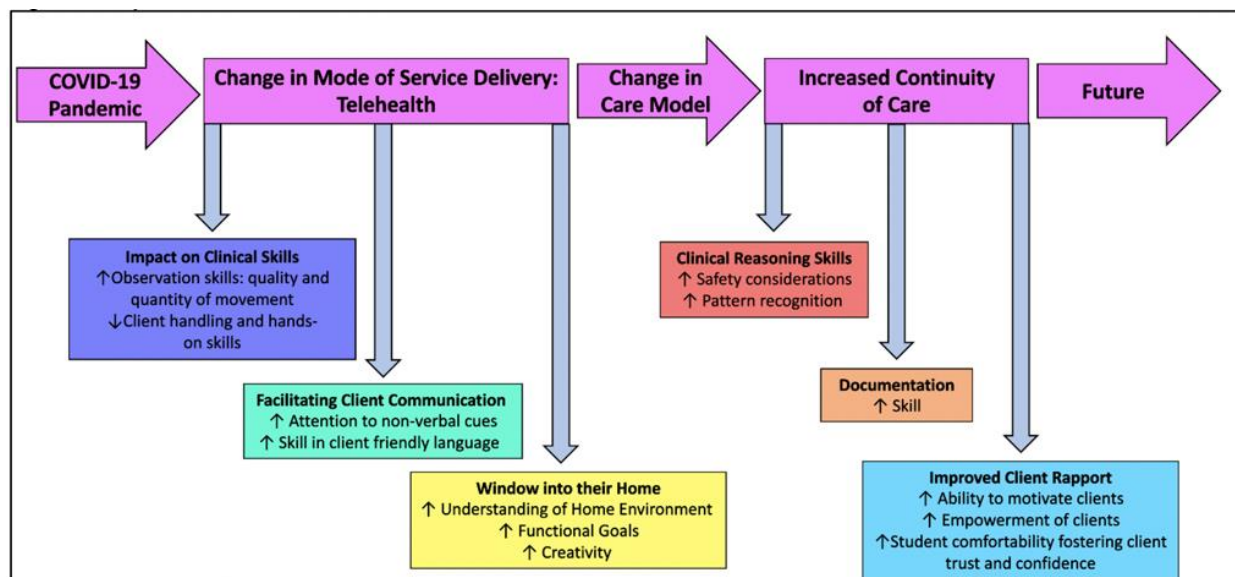 COVID-19
Pandemic
Change in Mode of Service Delivery:
Telehealth
Change in
Care Model
Increased Continuity
of Care
Future
Impact on Clinical Skills
↑Observation skills: quality and
quantity of movement
↓Client handling and hands-
on skills
Facilitating Client Communication
↑ Attention to non-verbal cues
↑ Skill in client friendly language
Window into their Home
↑ Understanding of Home Environment
↑ Functional Goals
↑ Creativity
Clinical Reasoning Skills
↑ Safety considerations
↑ Pattern recognition
Documentation
↑ Skill
Improved Client Rapport
↑ Ability to motivate clients
↑ Empowerment of clients
↑Student comfortability fostering client
trust and confidence